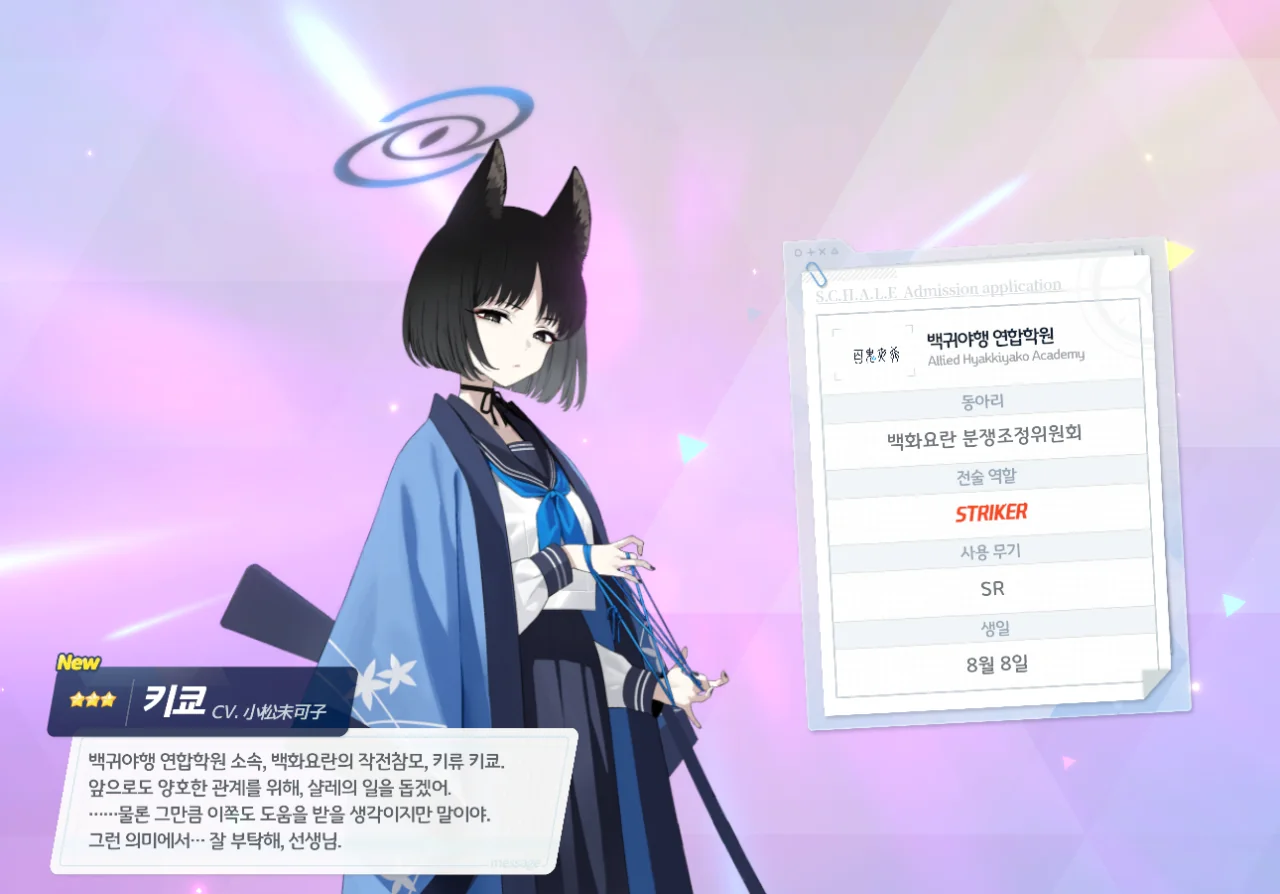 S.C.H.A.L.E. Admission application
백귀야행 연합학원
Allied Hyakkiyako Academy
동아리
백화요란 분쟁조정위원회
전술 역할
STRIKER
사용 무기
SR
생일
8월 8일
New
키쿄 CV. 小松未可子
백귀야행 연합학원 소속, 백화요란의 작전참모, 키류 키쿄.
앞으로도 양호한 관계를 위해, 샬레의 일을 돕겠어.
……물론 그만큼 이쪽도 도움을 받을 생각이지만 말이야.
그런 의미에서… 잘 부탁해, 선생님.
message